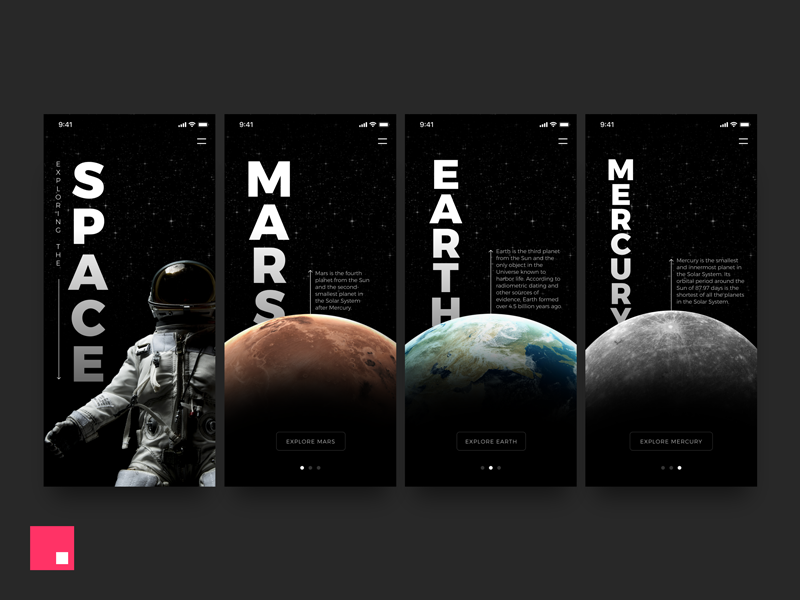 9:41
EXPLORING THE
SPACE
9:41
MARS
Mars is the fourth
planet from the Sun
and the second-
smallest planet in
the Solar System
after Mercury.
EXPLORE MARS
9:41
EARTH
Earth is the third planet
from the Sun and the
only object in the
Universe known to
harbor life. According to
radiometric dating and
other sources of
evidence, Earth formed
over 4.5 billion years ago.
EXPLORE EARTH
9:41
MERCURY
Mercury is the smallest
and innermost planet in
the Solar System. Its
orbital period around the
Sun of 87.97 days is the
shortest of all the planets
in the Solar System.
EXPLORE MERCURY